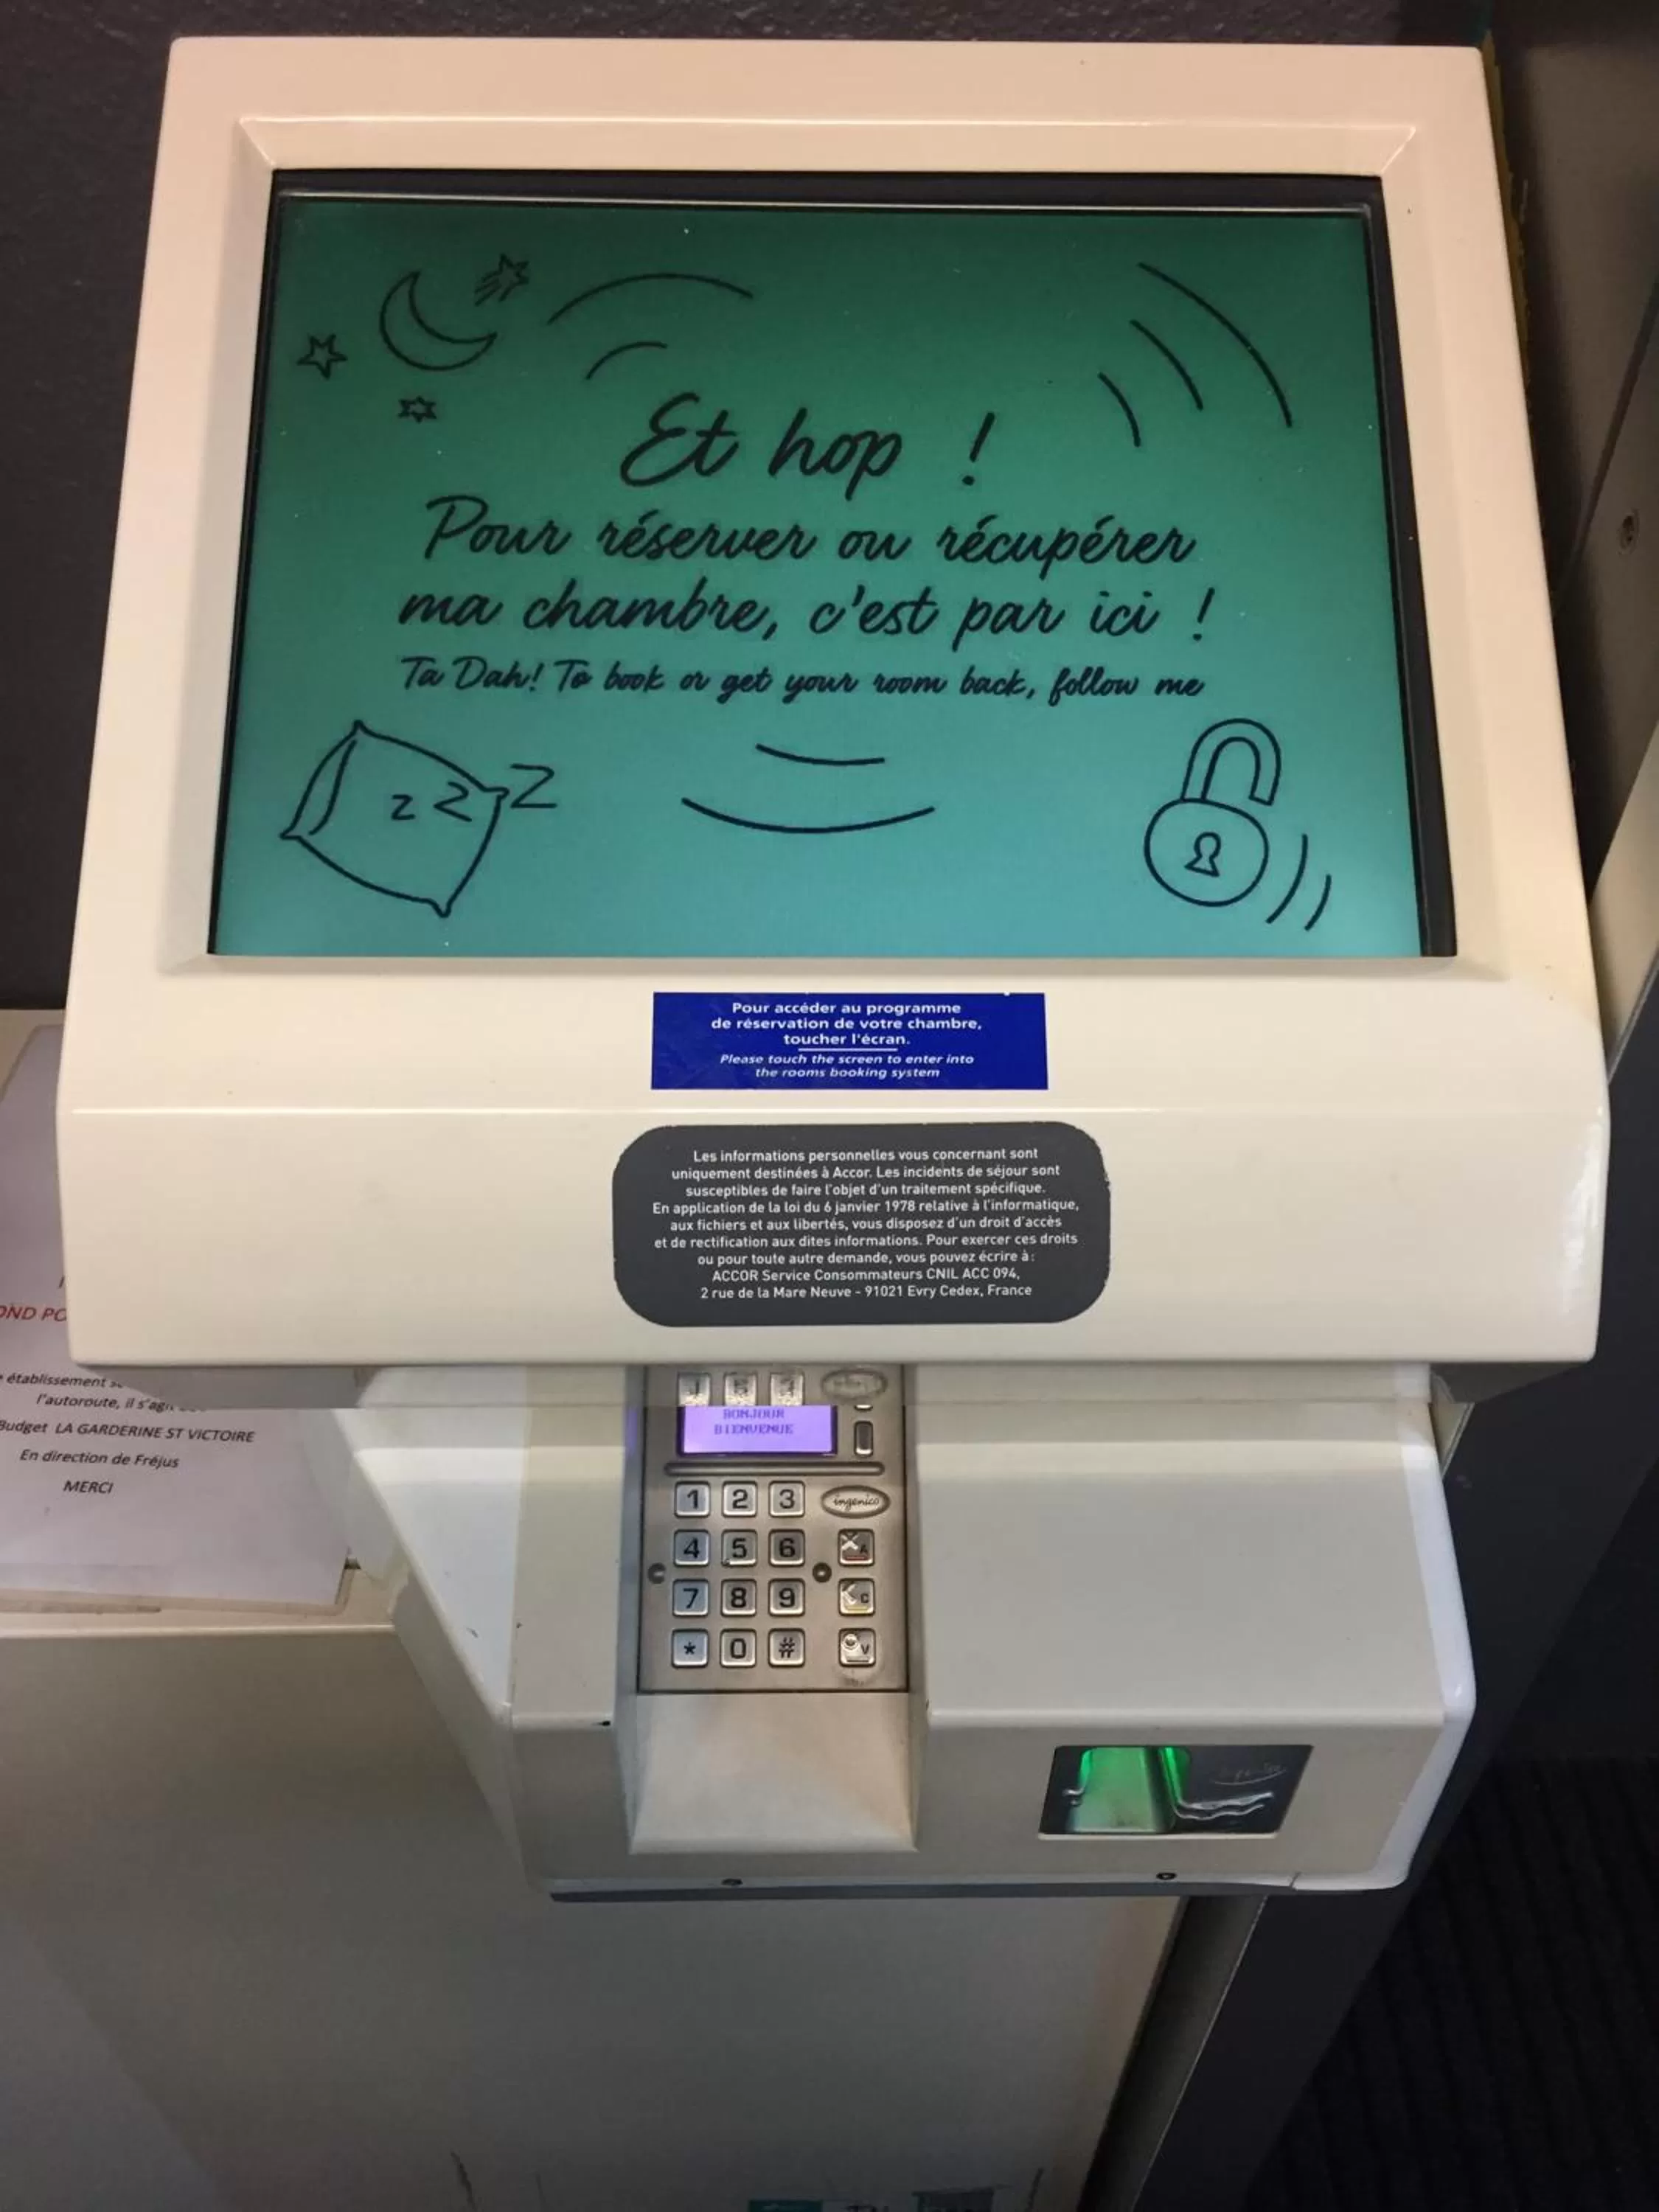 Et hop !
Pour réserver ou récupérer
ma chambre, c'est par ici !
Ta Dah! To book or get your room back, follow me
z z z
Pour accéder au programme
de réservation de votre chambre,
toucher l'écran.
Please touch the screen to enter into
the rooms booking system
Les informations personnelles vous concernant sont
uniquement destinées à Accor. Les incidents de séjour sont
susceptibles de faire l'objet d'un traitement spécifique.
En application de la loi du 6 janvier 1978 relative à l'informatique,
aux fichiers et aux libertés, vous disposez d'un droit d'accès
et de rectification aux dites informations. Pour exercer ces droits
ou pour toute autre demande, vous pouvez écrire à :
ACCOR Service Consommateurs CNIL ACC 094,
2 rue de la Mare Neuve - 91021 Evry Cedex, France
établissement
l'autoroute, il s'agit
Budget LA GARDERINE ST VICTOIRE
En direction de Fréjus
MERCI
BONJOUR
BIENVENUE
1 2 3 ingenico
4 5 6 A
7 8 9 C
* 0 # V